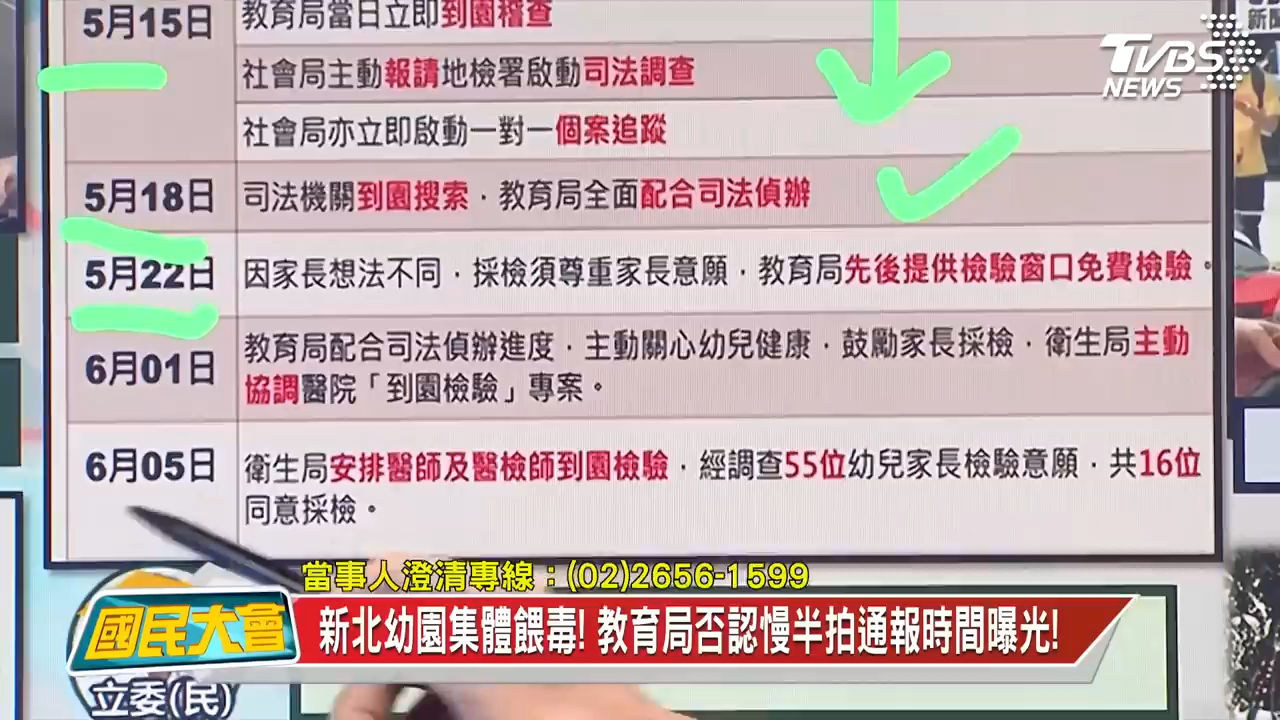 5月15日
教育局當日立即到園稽查
社會局主動報請地檢署啟動司法調查
社會局亦立即啟動一對一個案追蹤
5月18日
司法機關到園搜索，教育局全面配合司法偵辦
5月22日
因家長想法不同，採檢須尊重家長意願，教育局先後提供檢驗窗口免費檢驗。
6月01日
教育局配合司法偵辦進度，主動關心幼兒健康，鼓勵家長採檢，衛生局主動
協調醫院「到園檢驗」專案。
6月05日
衛生局安排醫師及醫檢師到園檢驗，經調查55位幼兒家長檢驗意願，共16位
同意採檢。
TVBS
NEWS
新聞
當事人澄清專線：(02)2656-1599
國民大會
新北幼園集體餵毒! 教育局否認慢半拍通報時間曝光!
立委(民)